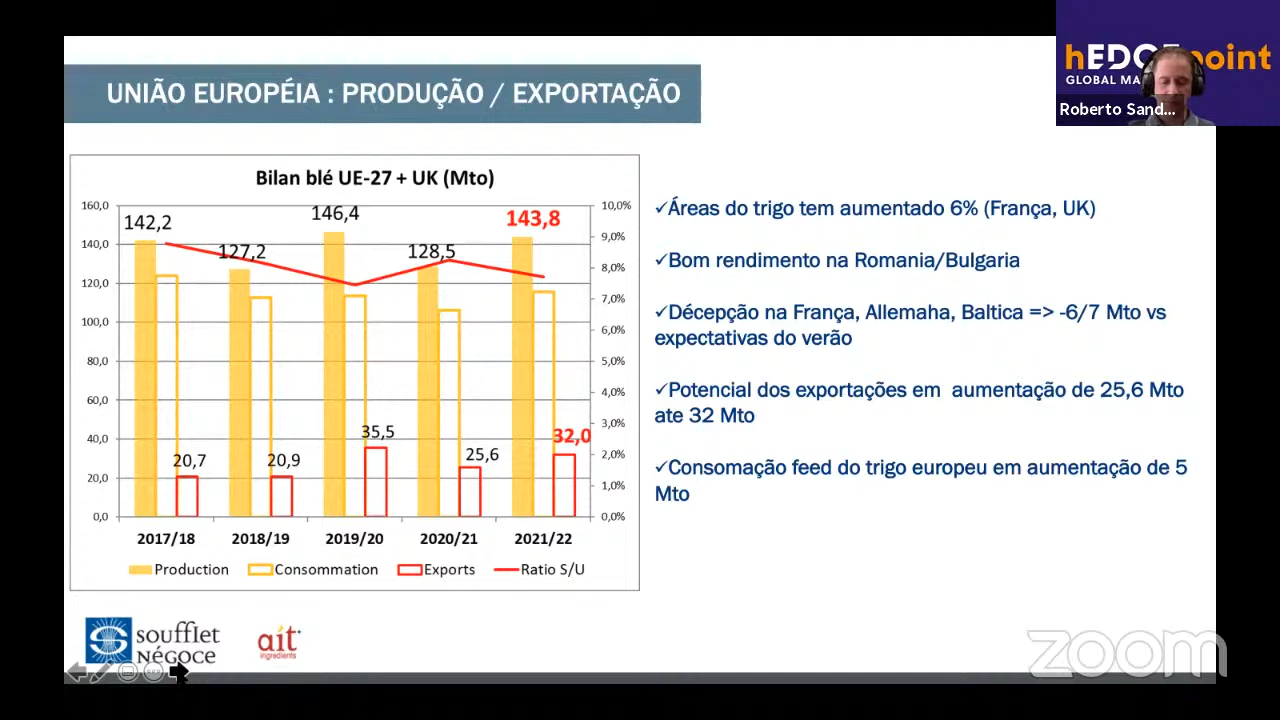 hEDGEpoint
GLOBAL MA
Roberto Sand...
UNIÃO EUROPÉIA : PRODUÇÃO / EXPORTAÇÃO
Bilan blé UE-27 + UK (Mto)
160,0
140,0
120,0
100,0
80,0
60,0
40,0
20,0
0,0
10,0%
9,0%
8,0%
7,0%
6,0%
5,0%
4,0%
3,0%
2,0%
1,0%
0,0%
142,2
127,2
146,4
128,5
143,8
20,7
20,9
35,5
25,6
32,0
2017/18 2018/19 2019/20 2020/21 2021/22
Production Consommation Exports Ratio S/U
✓Áreas do trigo tem aumentado 6% (França, UK)
✓Bom rendimento na Romania/Bulgaria
✓Décepção na França, Allemaha, Baltica => -6/7 Mto vs
expectativas do verão
✓Potencial dos exportações em aumentação de 25,6 Mto
ate 32 Mto
✓Consomação feed do trigo europeu em aumentação de 5
Mto
soufflet
négoce
ait
ingredients
zoom